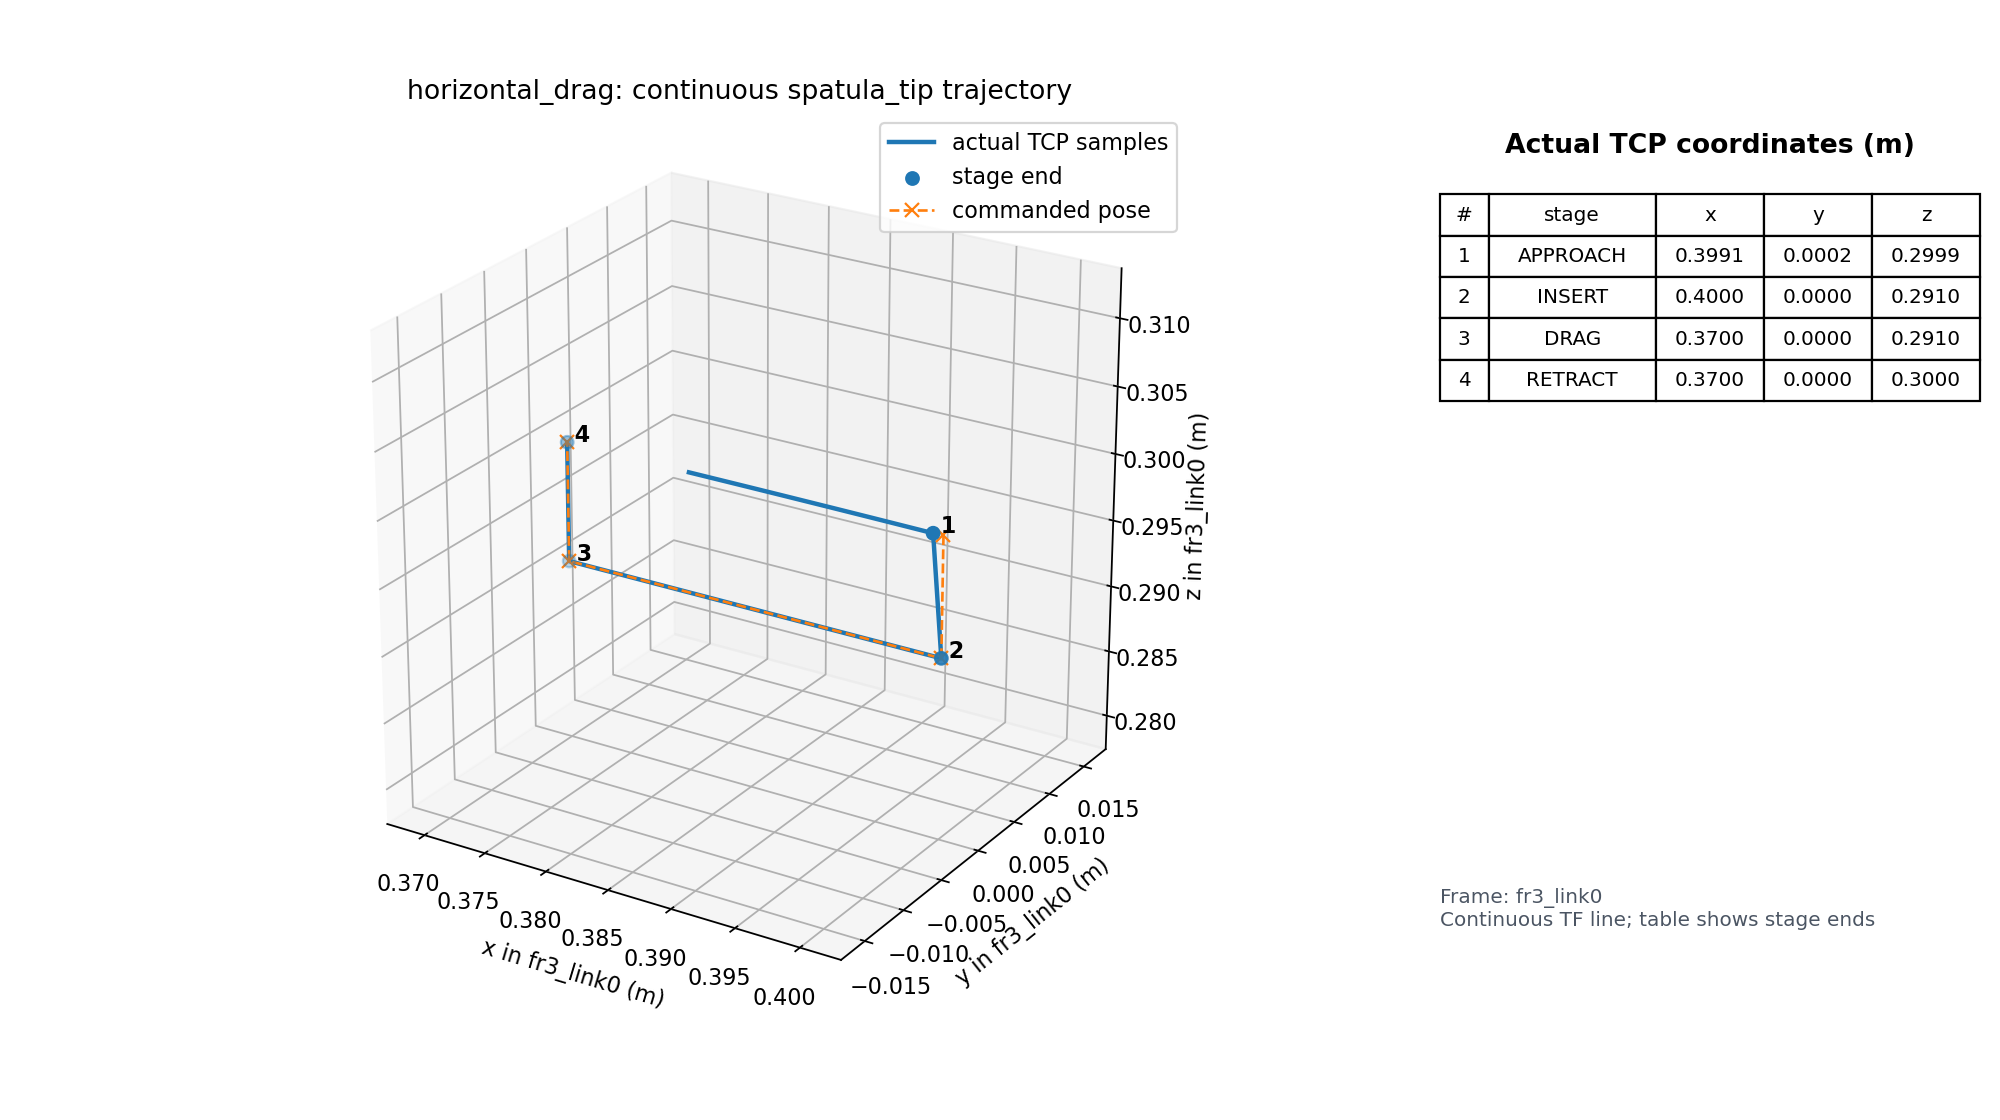 horizontal_drag: continuous spatula_tip trajectory
actual TCP samples
stage end
commanded pose
4
3
1
2
0.310
0.305
0.300
0.295
0.290
0.285
0.280
z in fr3_link0 (m)
0.015
0.010
0.005
0.000
−0.005
−0.010
−0.015
y in fr3_link0 (m)
0.370
0.375
0.380
0.385
0.390
0.395
0.400
x in fr3_link0 (m)
Actual TCP coordinates (m)
# stage x y z
1 APPROACH 0.3991 0.0002 0.2999
2 INSERT 0.4000 0.0000 0.2910
3 DRAG 0.3700 0.0000 0.2910
4 RETRACT 0.3700 0.0000 0.3000
Frame: fr3_link0
Continuous TF line; table shows stage ends